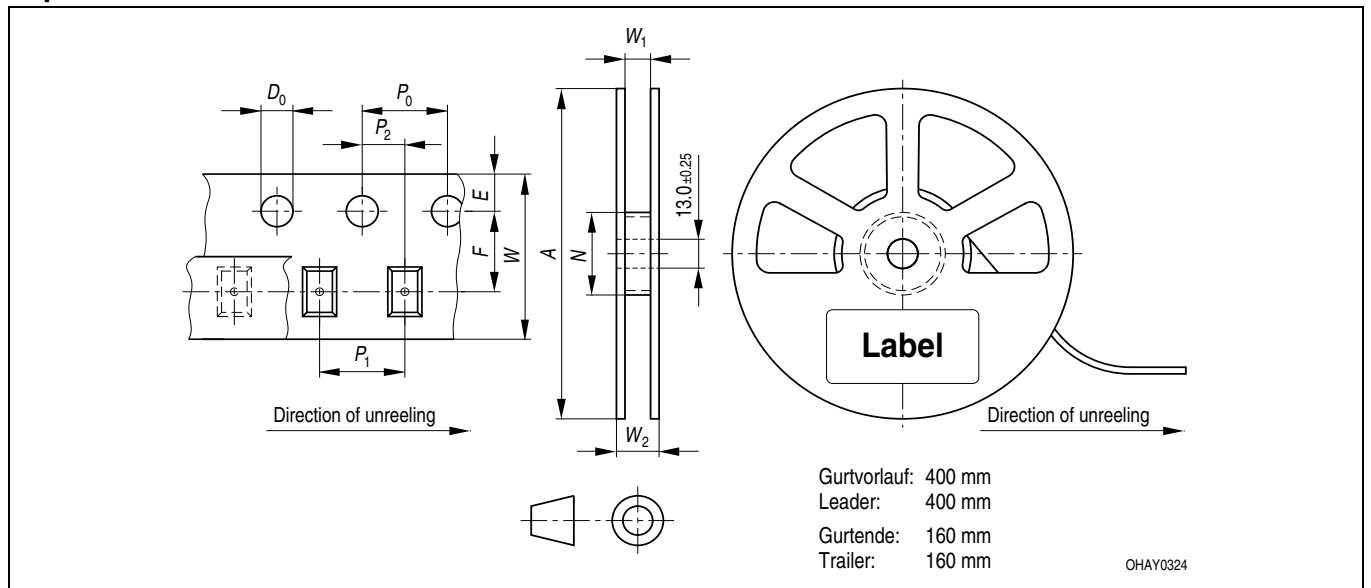 W₁
D₀
P₀
P₂
E
F
W
A
N
13.0 ±0.25
P₁
Label
Direction of unreeling
W₂
Direction of unreeling
Gurtvorlauf: 400 mm
Leader: 400 mm
Gurtende: 160 mm
Trailer: 160 mm
OHAY0324